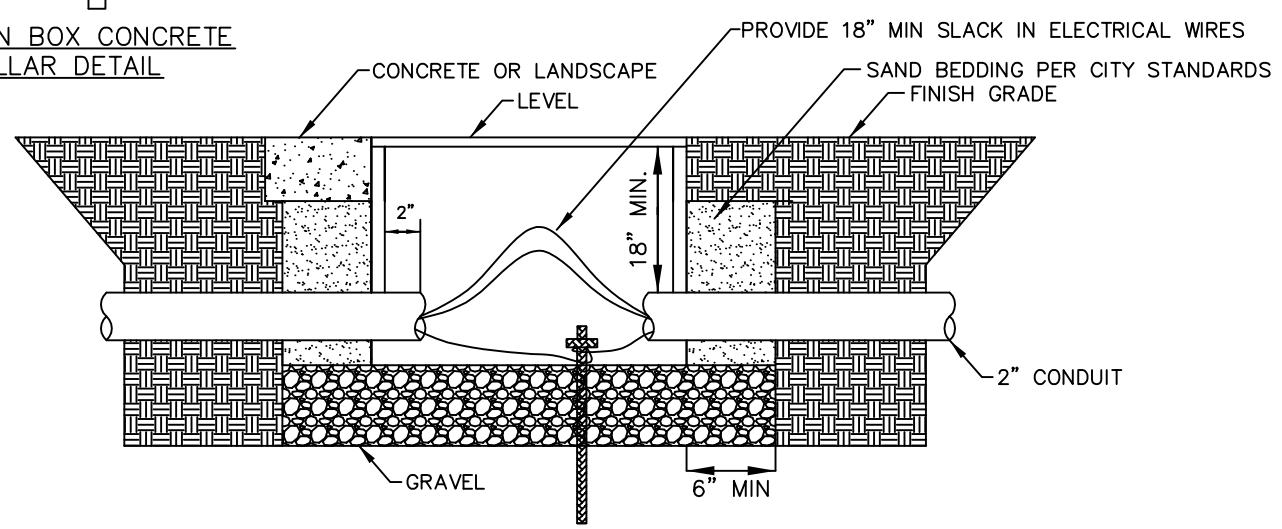 N BOX CONCRETE
LLAR DETAIL
PROVIDE 18" MIN SLACK IN ELECTRICAL WIRES
CONCRETE OR LANDSCAPE
SAND BEDDING PER CITY STANDARDS
LEVEL
FINISH GRADE
2"
18" MIN.
2" CONDUIT
GRAVEL
6" MIN